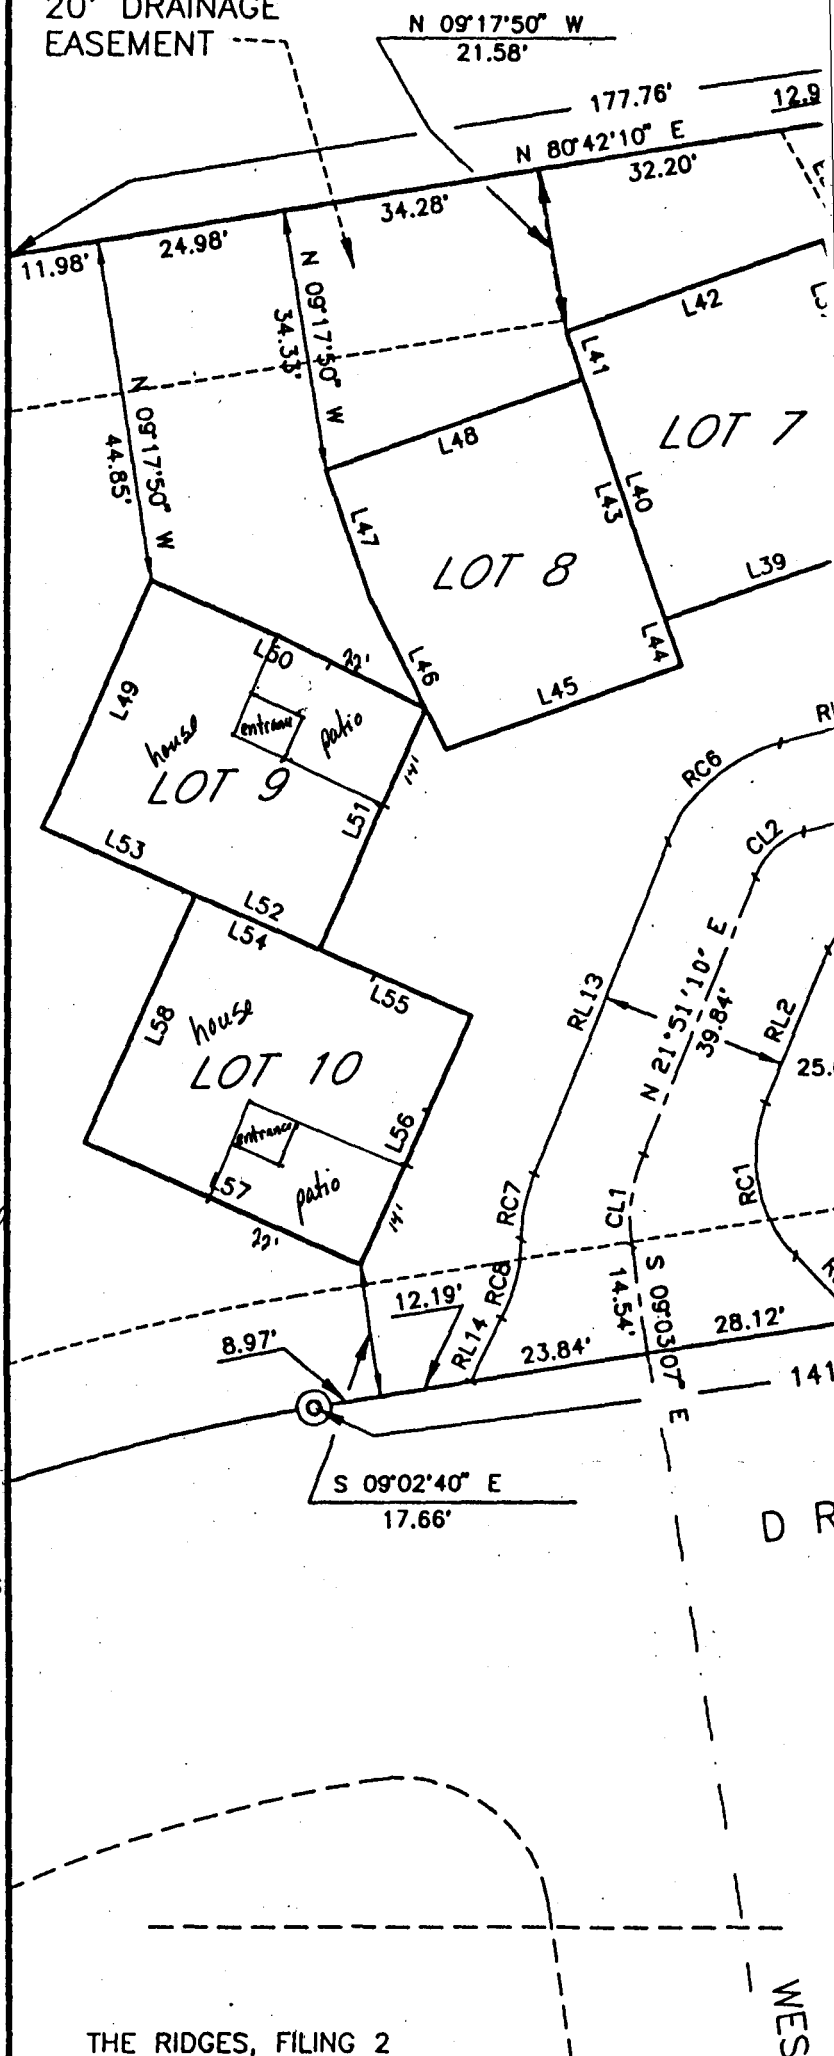 20' DRAINAGE
EASEMENT
N 09°17'50" W
21.58'
177.76'
12.9
N 80°42'10" E
32.20'
34.28'
24.98'
11.98'
N 09°17'50" W
34.33'
N 09°17'50" W
44.85'
L42
L41
LOT 7
L48
L40
L43
L47
LOT 8
L39
L44
L46
L45
L50
22'
L49
house
entrance
patio
LOT 9
14'
L51
L53
L52
L54
L55
RC6
CL2
N 21°51'10" E
39.84'
RL13
RL2
25.
L58
house
LOT 10
entrance
patio
L56
L57
14'
22'
RC7
CL1
RC1
RC8
12.19'
S 09°03'07" E
14.54'
28.12'
8.97'
RL14
23.84'
141
S 09°02'40" E
17.66'
D R
WES
THE RIDGES, FILING 2